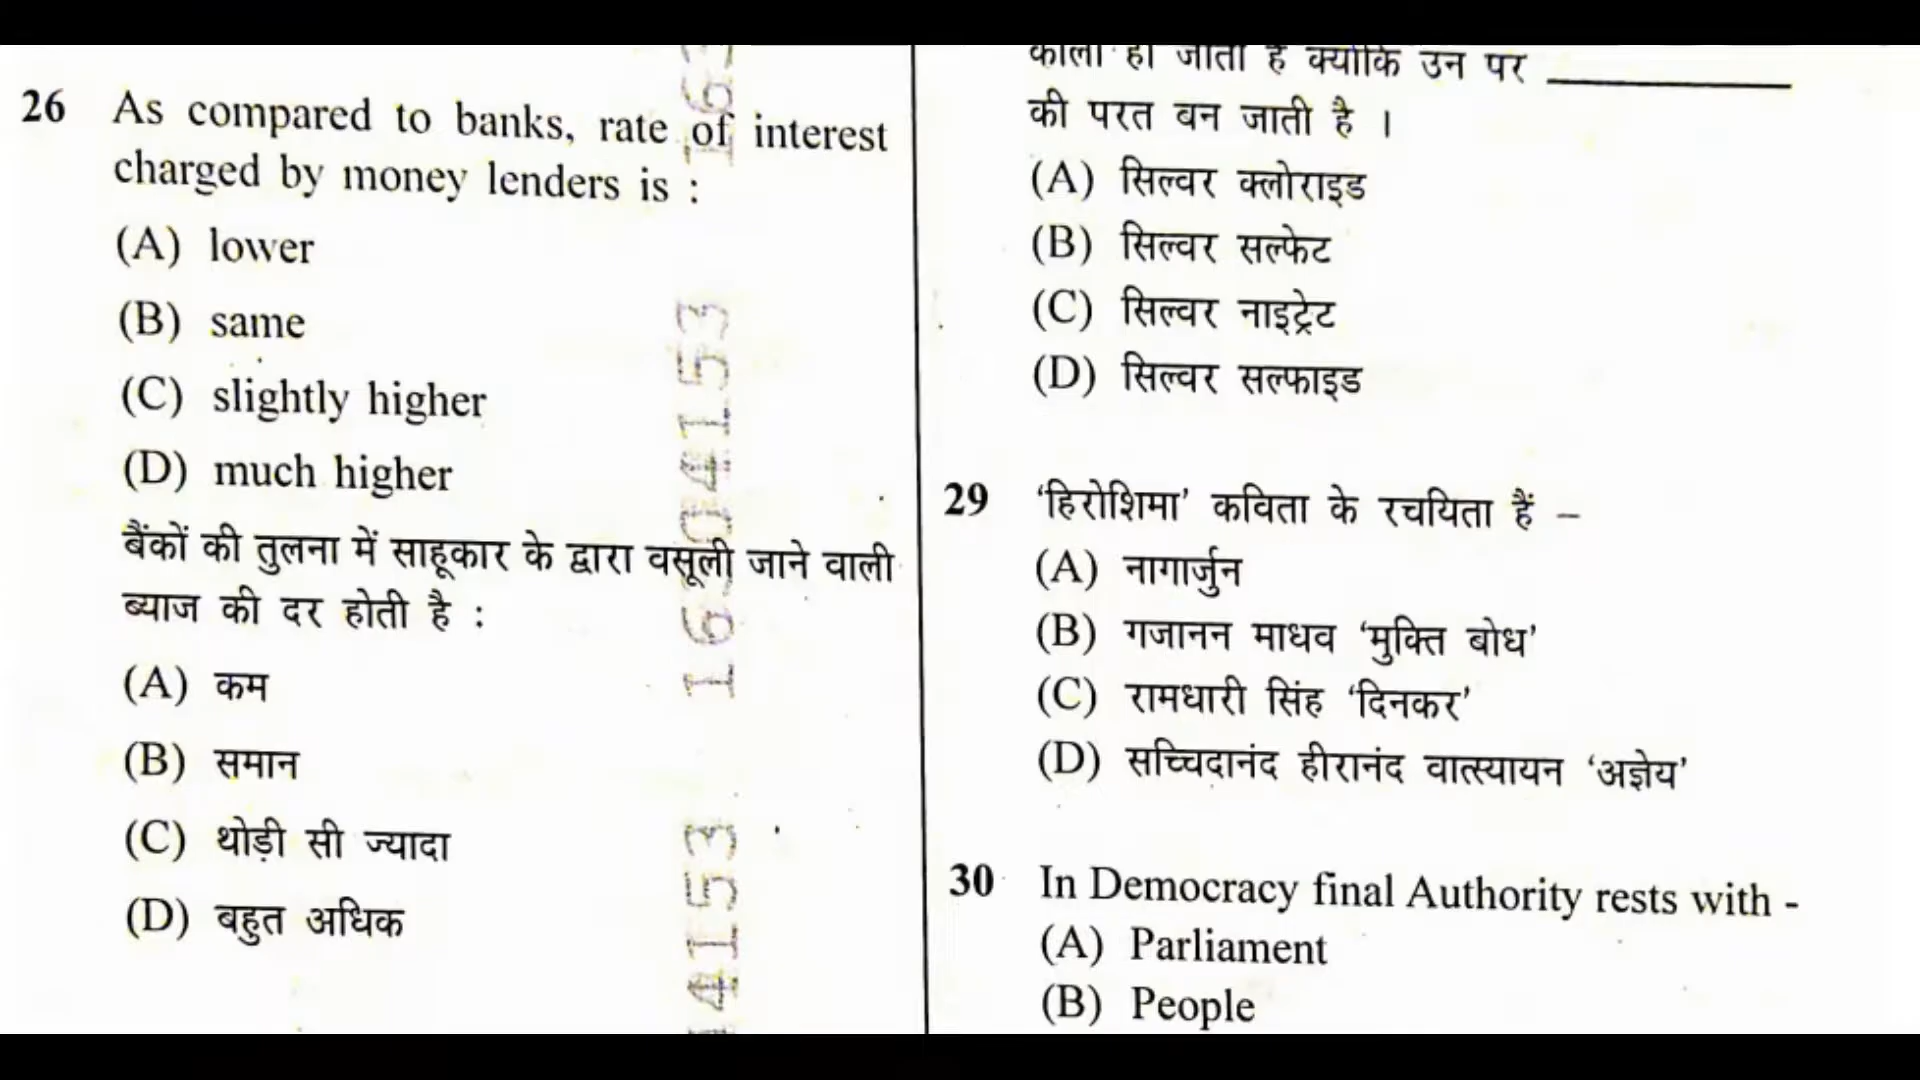 26 As compared to banks, rate of interest
charged by money lenders is :
(A) lower
(B) same
(C) slightly higher
(D) much higher
बैंकों की तुलना में साहूकार के द्वारा वसूली जाने वाली
ब्याज की दर होती है :
(A) कम
(B) समान
(C) थोड़ी सी ज्यादा
(D) बहुत अधिक
163
16304153
4153
काली हो जाती है क्योंकि उन पर
की परत बन जाती है ।
(A) सिल्वर क्लोराइड
(B) सिल्वर सल्फेट
(C) सिल्वर नाइट्रेट
(D) सिल्वर सल्फाइड
29 ‘हिरोशिमा’ कविता के रचयिता हैं –
(A) नागार्जुन
(B) गजानन माधव ‘मुक्ति बोध’
(C) रामधारी सिंह ‘दिनकर’
(D) सच्चिदानंद हीरानंद वात्स्यायन ‘अज्ञेय’
30 In Democracy final Authority rests with -
(A) Parliament
(B) People